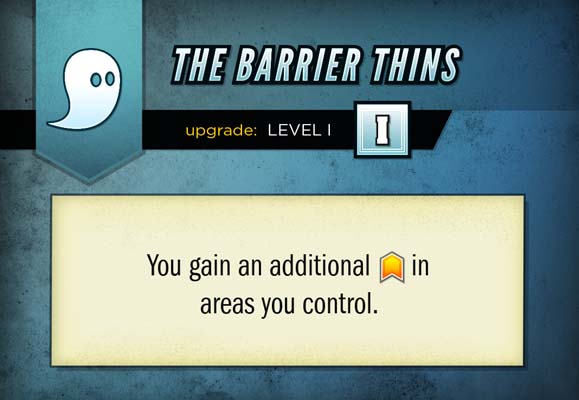 THE BARRIER THINS
upgrade: LEVEL I
I
You gain an additional in
areas you control.